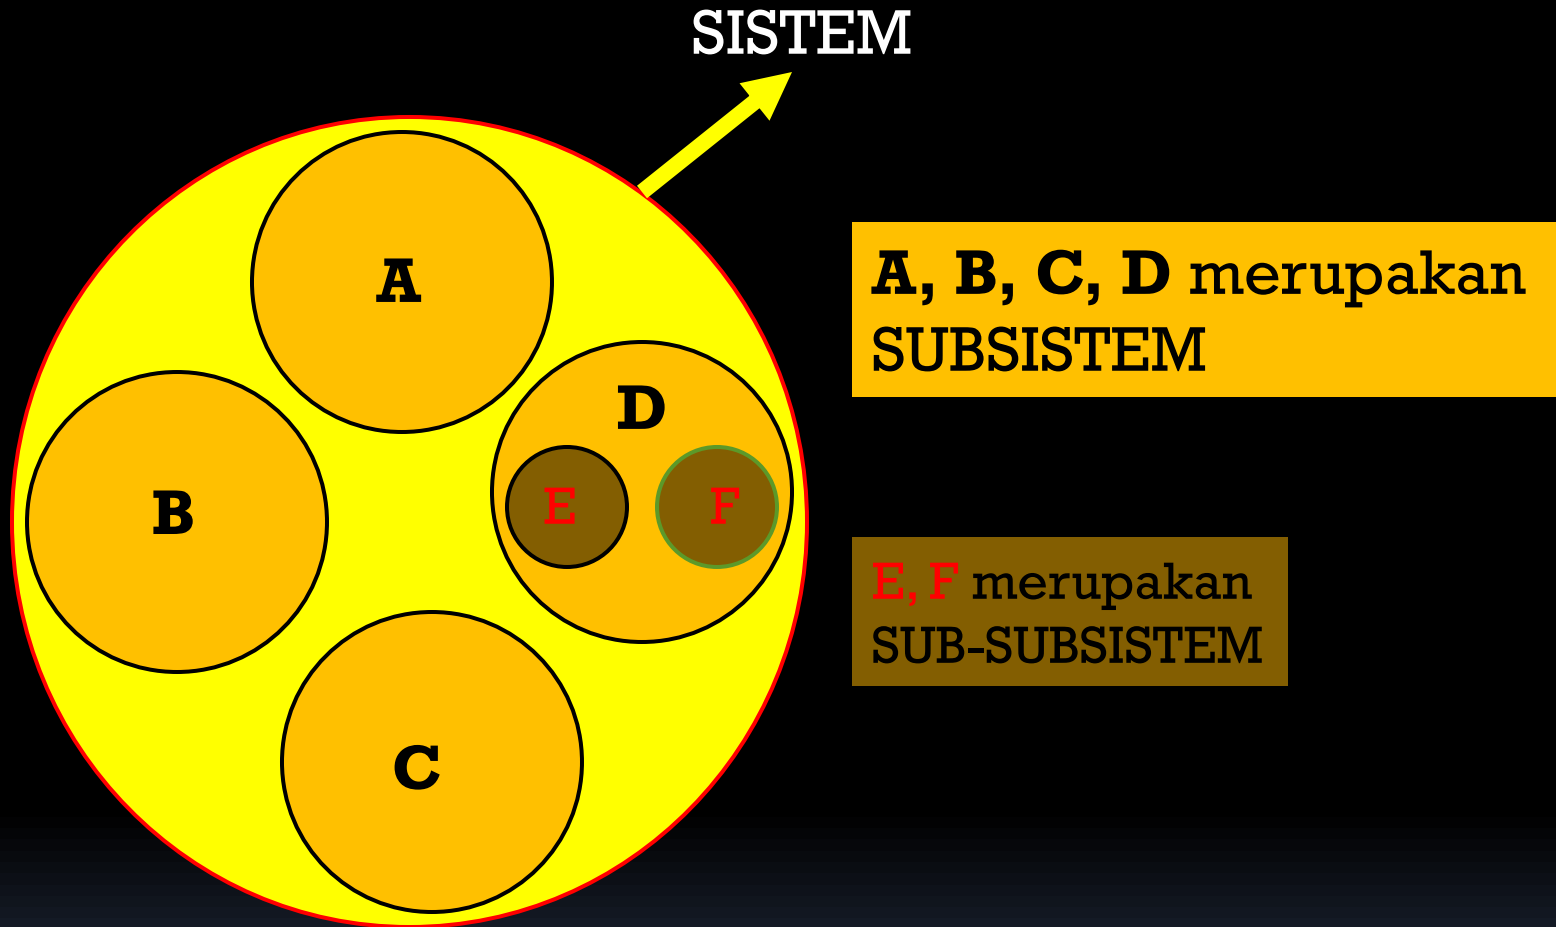 SISTEM
A
A, B, C, D merupakan
SUBSISTEM
D
B
E
F
E, F merupakan
SUB-SUBSISTEM
C